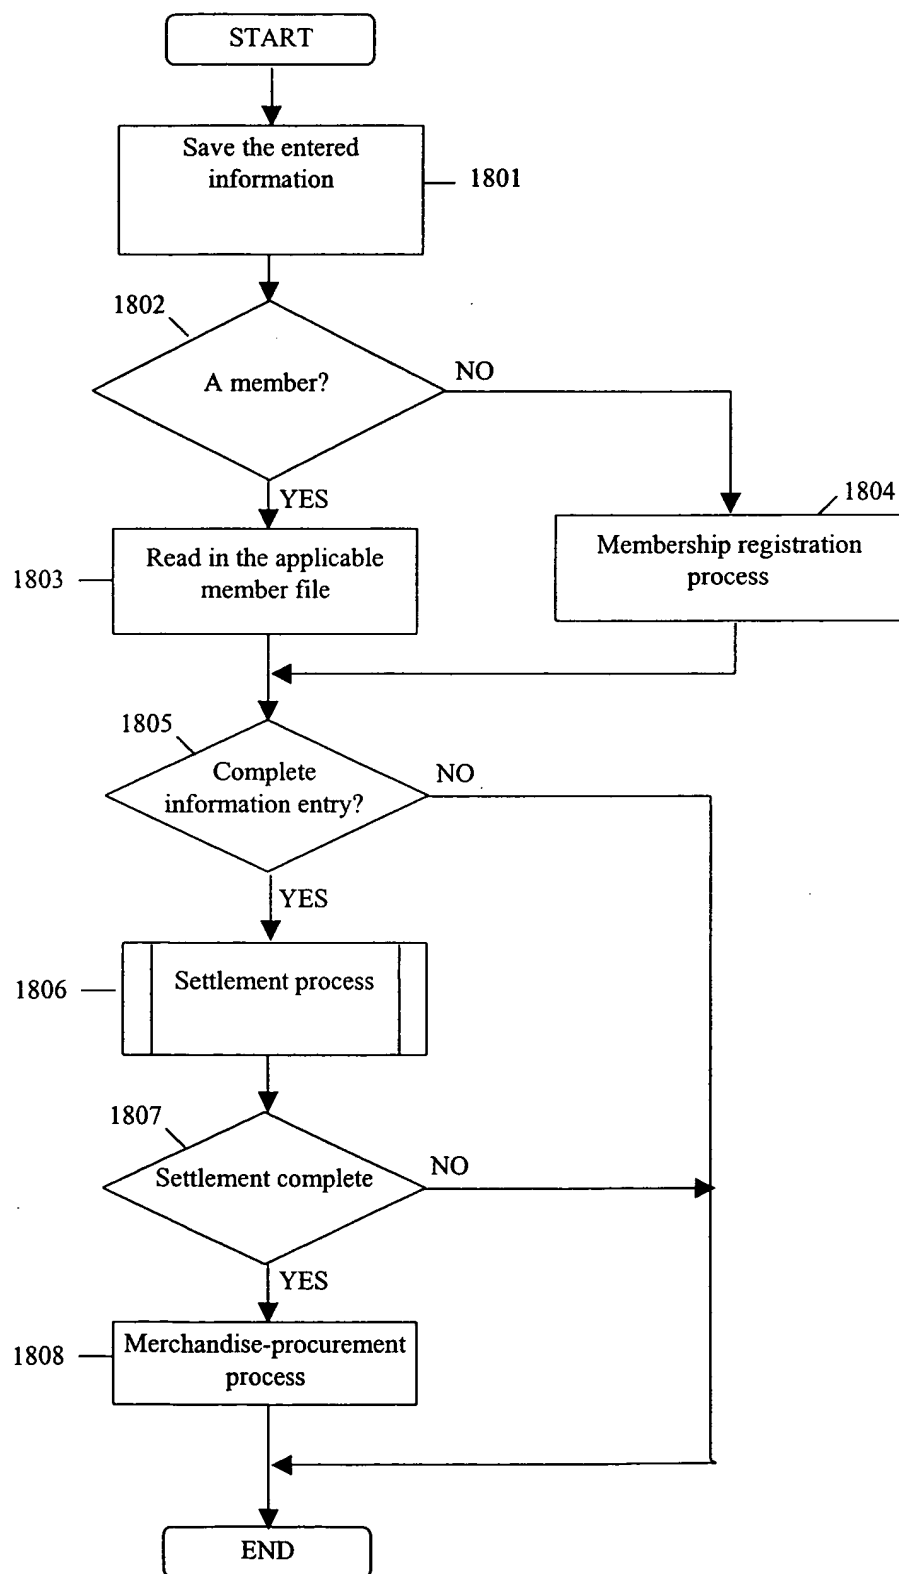 START
Save the entered
information
1801
1802
A member?
NO
YES
1804
Membership registration
process
1803
Read in the applicable
member file
1805
Complete
information entry?
NO
YES
1806
Settlement process
1807
Settlement complete
NO
YES
1808
Merchandise-procurement
process
END